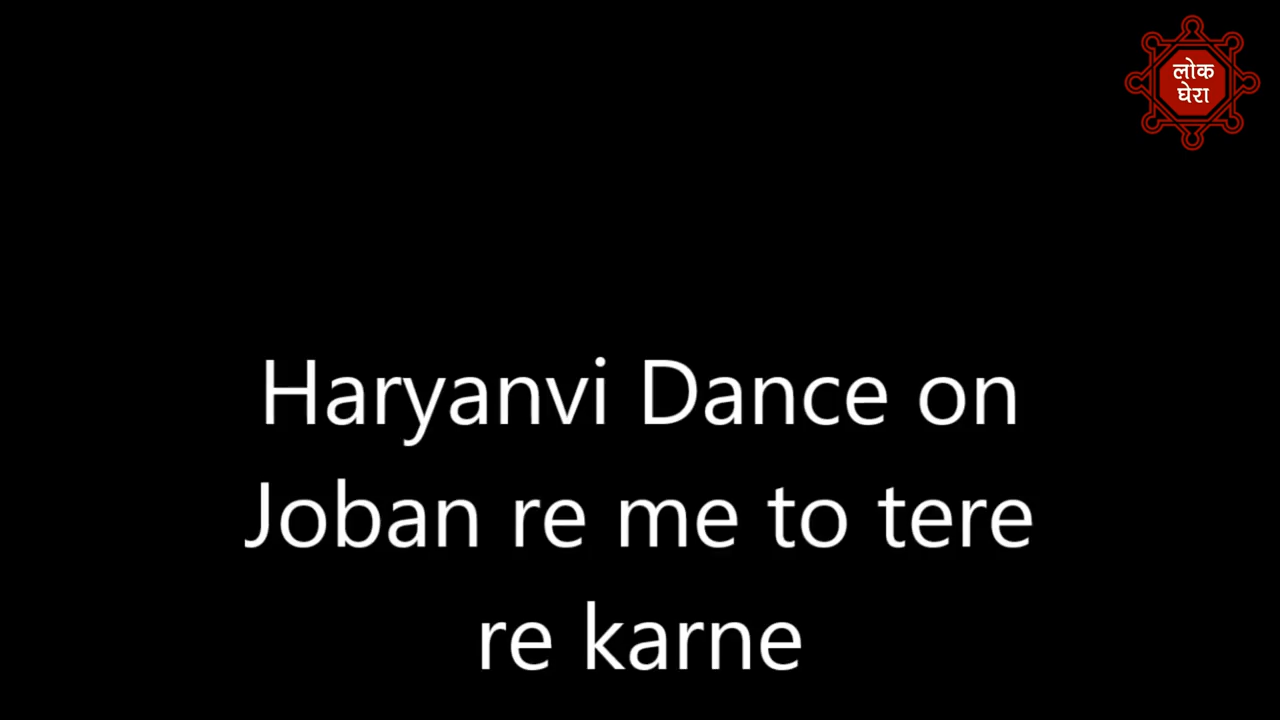 लोक
घेरा
Haryanvi Dance on
Joban re me to tere
re karne